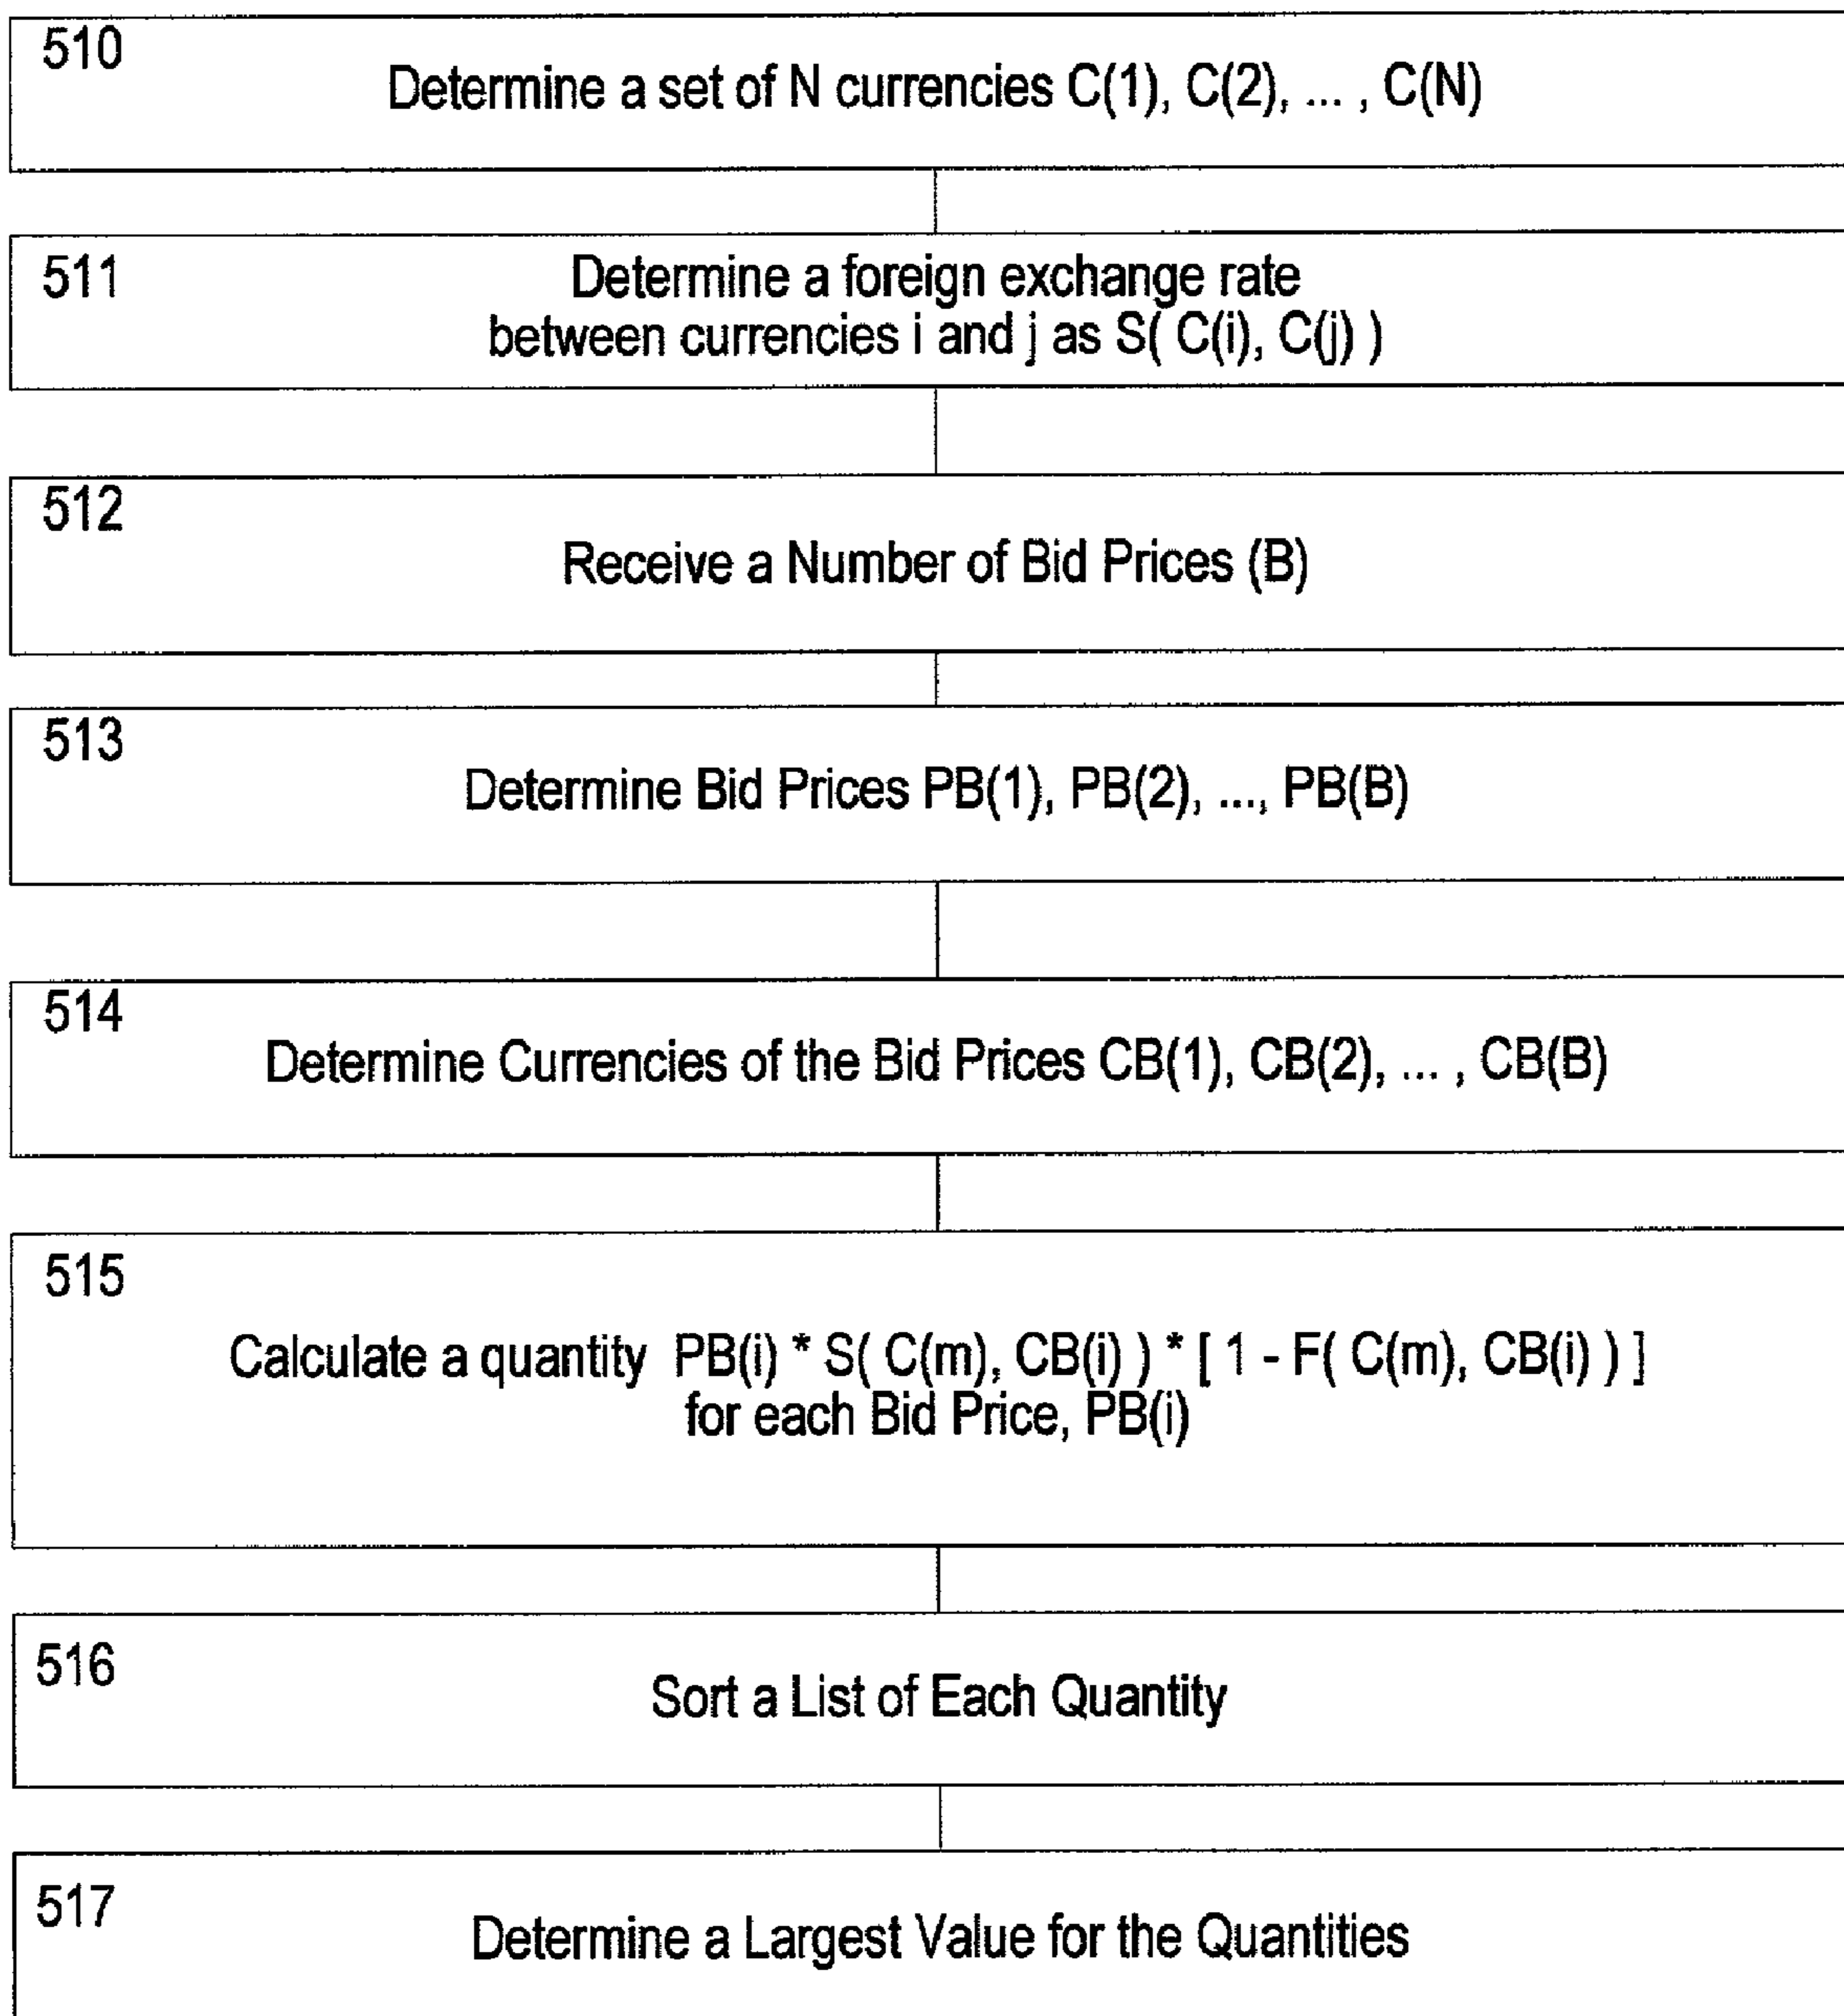 510
Determine a set of N currencies C(1), C(2), ... , C(N)
511
Determine a foreign exchange rate
between currencies i and j as S( C(i), C(j) )
512
Receive a Number of Bid Prices (B)
513
Determine Bid Prices PB(1), PB(2), ..., PB(B)
514
Determine Currencies of the Bid Prices CB(1), CB(2), ... , CB(B)
515
Calculate a quantity PB(i) * S( C(m), CB(i) ) * [ 1 - F( C(m), CB(i) ) ]
for each Bid Price, PB(i)
516
Sort a List of Each Quantity
517
Determine a Largest Value for the Quantities